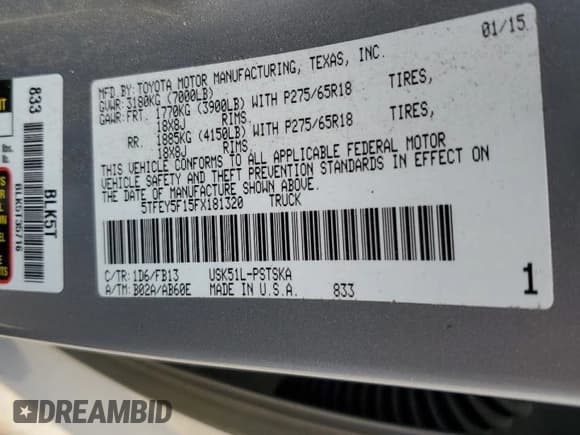 01/15
MFD.BY:TOYOTA MOTOR MANUFACTURING, TEXAS, INC.
GVWR:3180KG (7000LB)
GAWR:FRT. 1770KG (3900LB) WITH P275/65R18 TIRES,
18X8J RIMS
RR. 1885KG (4150LB) WITH P275/65R18 TIRES,
18X8J RIMS.
THIS VEHICLE CONFORMS TO ALL APPLICABLE FEDERAL MOTOR
VEHICLE SAFETY AND THEFT PREVENTION STANDARDS IN EFFECT ON
THE DATE OF MANUFACTURE SHOWN ABOVE.
5TFEY5F15FX181320 TRUCK
C/TR:1D6/FB13 USK51L-PSTSKA
A/TM:B02A/AB60E MADE IN U.S.A. 833
1
833
BLK5T
lb.
DREAMBID